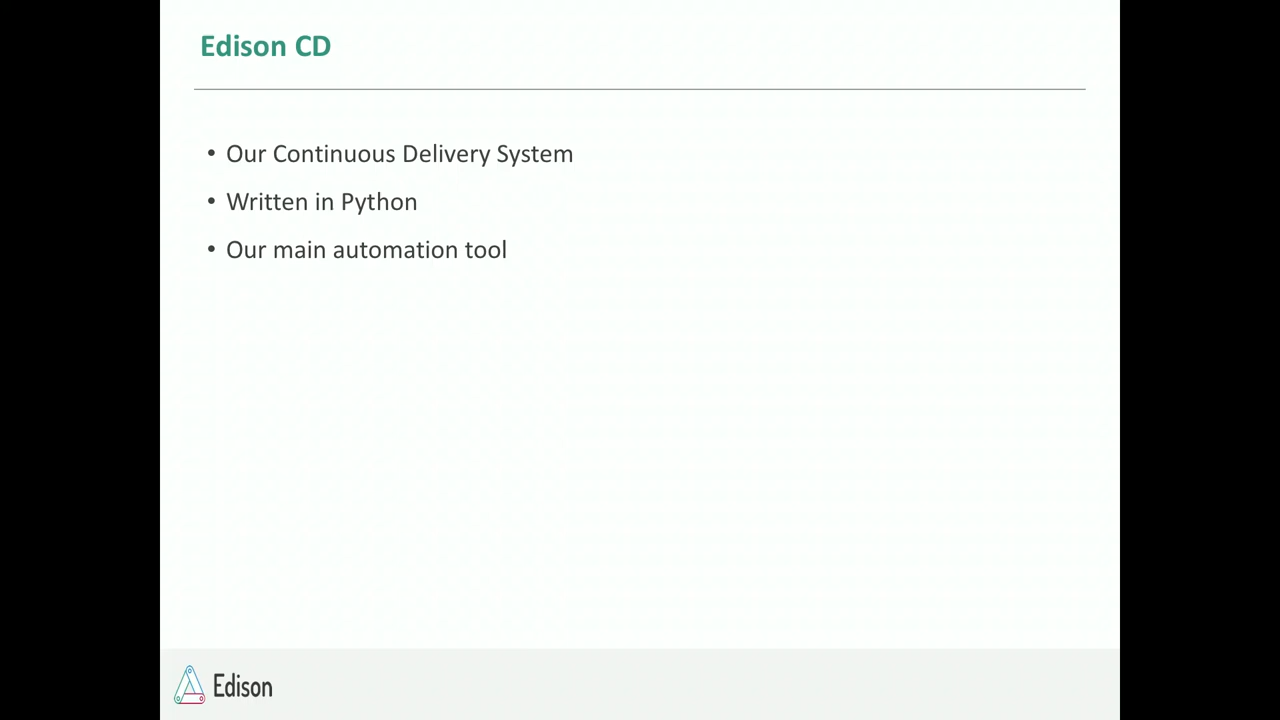 Edison CD
• Our Continuous Delivery System
• Written in Python
• Our main automation tool
Edison